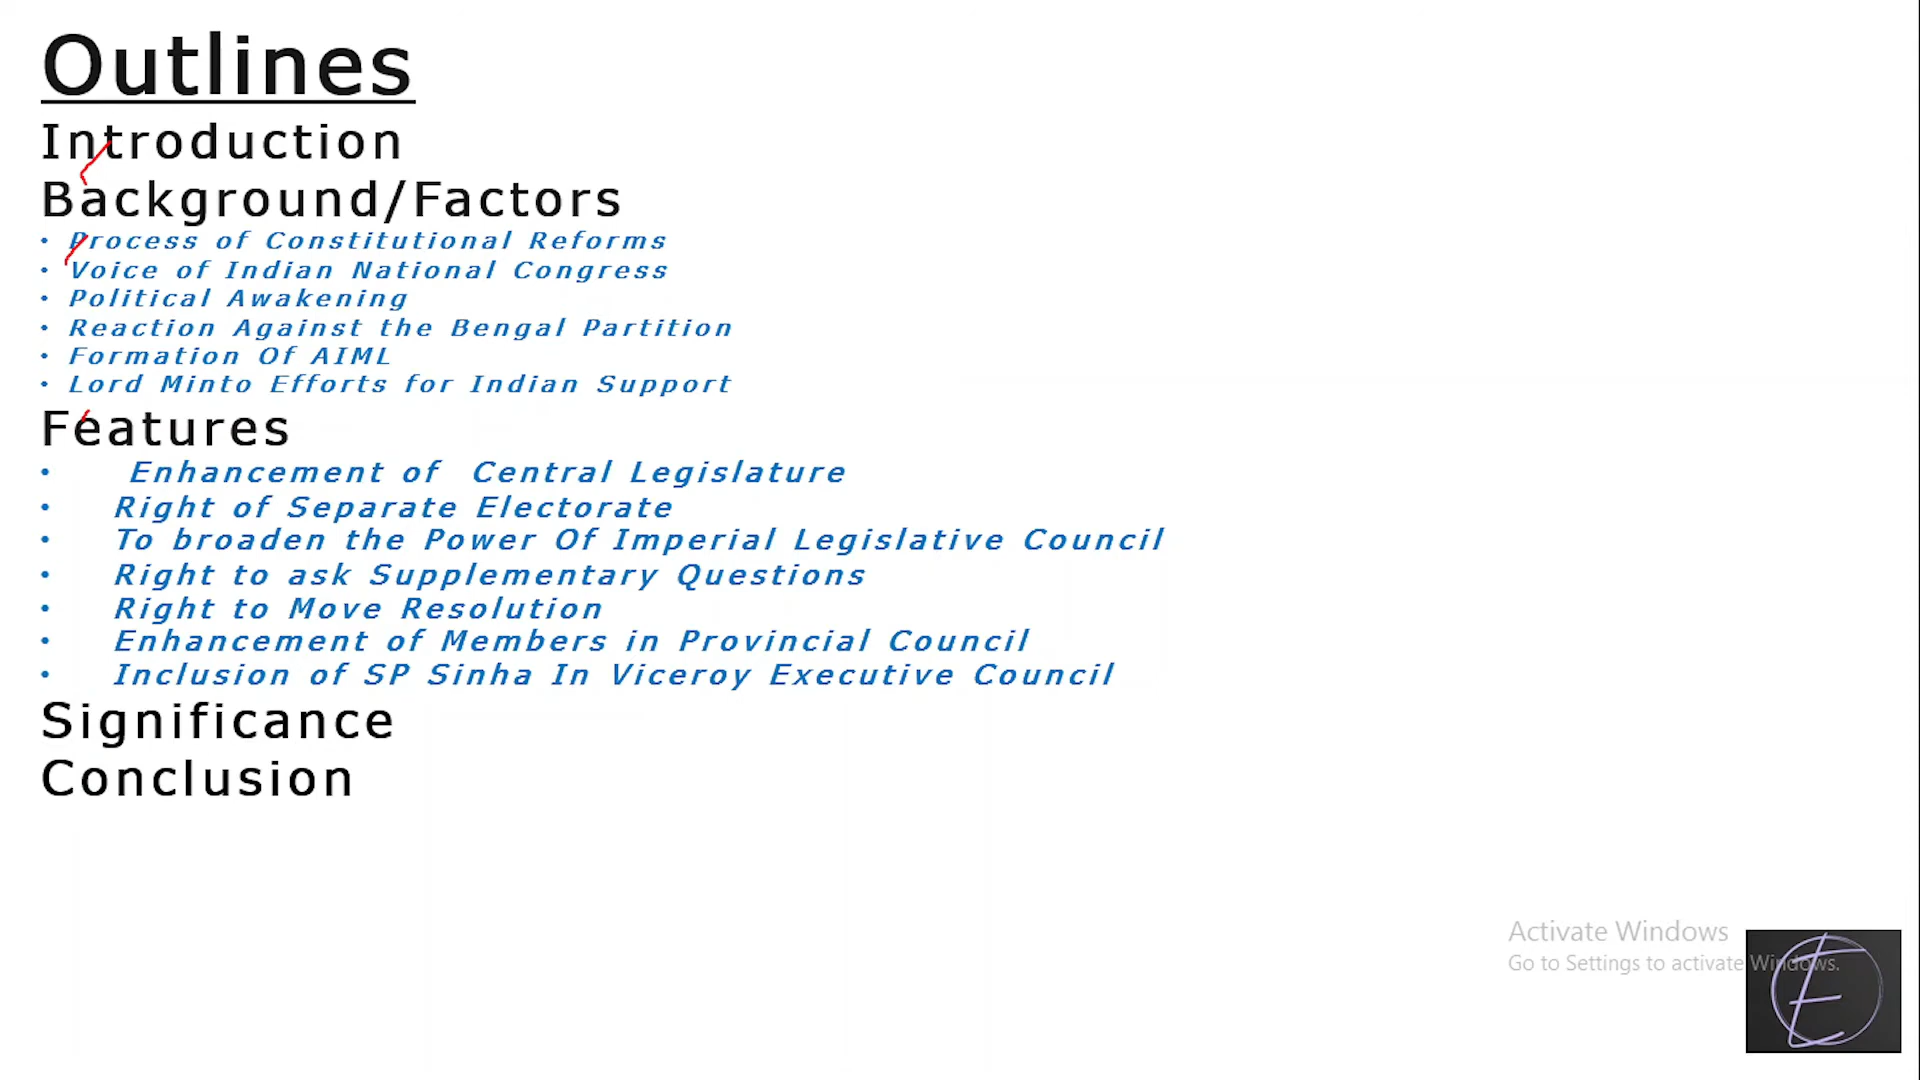 Outlines
Introduction
Background/Factors
• Process of Constitutional Reforms
• Voice of Indian National Congress
• Political Awakening
• Reaction Against the Bengal Partition
• Formation Of AIML
• Lord Minto Efforts for Indian Support
Features
• Enhancement of Central Legislature
• Right of Separate Electorate
• To broaden the Power Of Imperial Legislative Council
• Right to ask Supplementary Questions
• Right to Move Resolution
• Enhancement of Members in Provincial Council
• Inclusion of SP Sinha In Viceroy Executive Council
Significance
Conclusion
Activate Windows
Go to Settings to activate Windows.
E